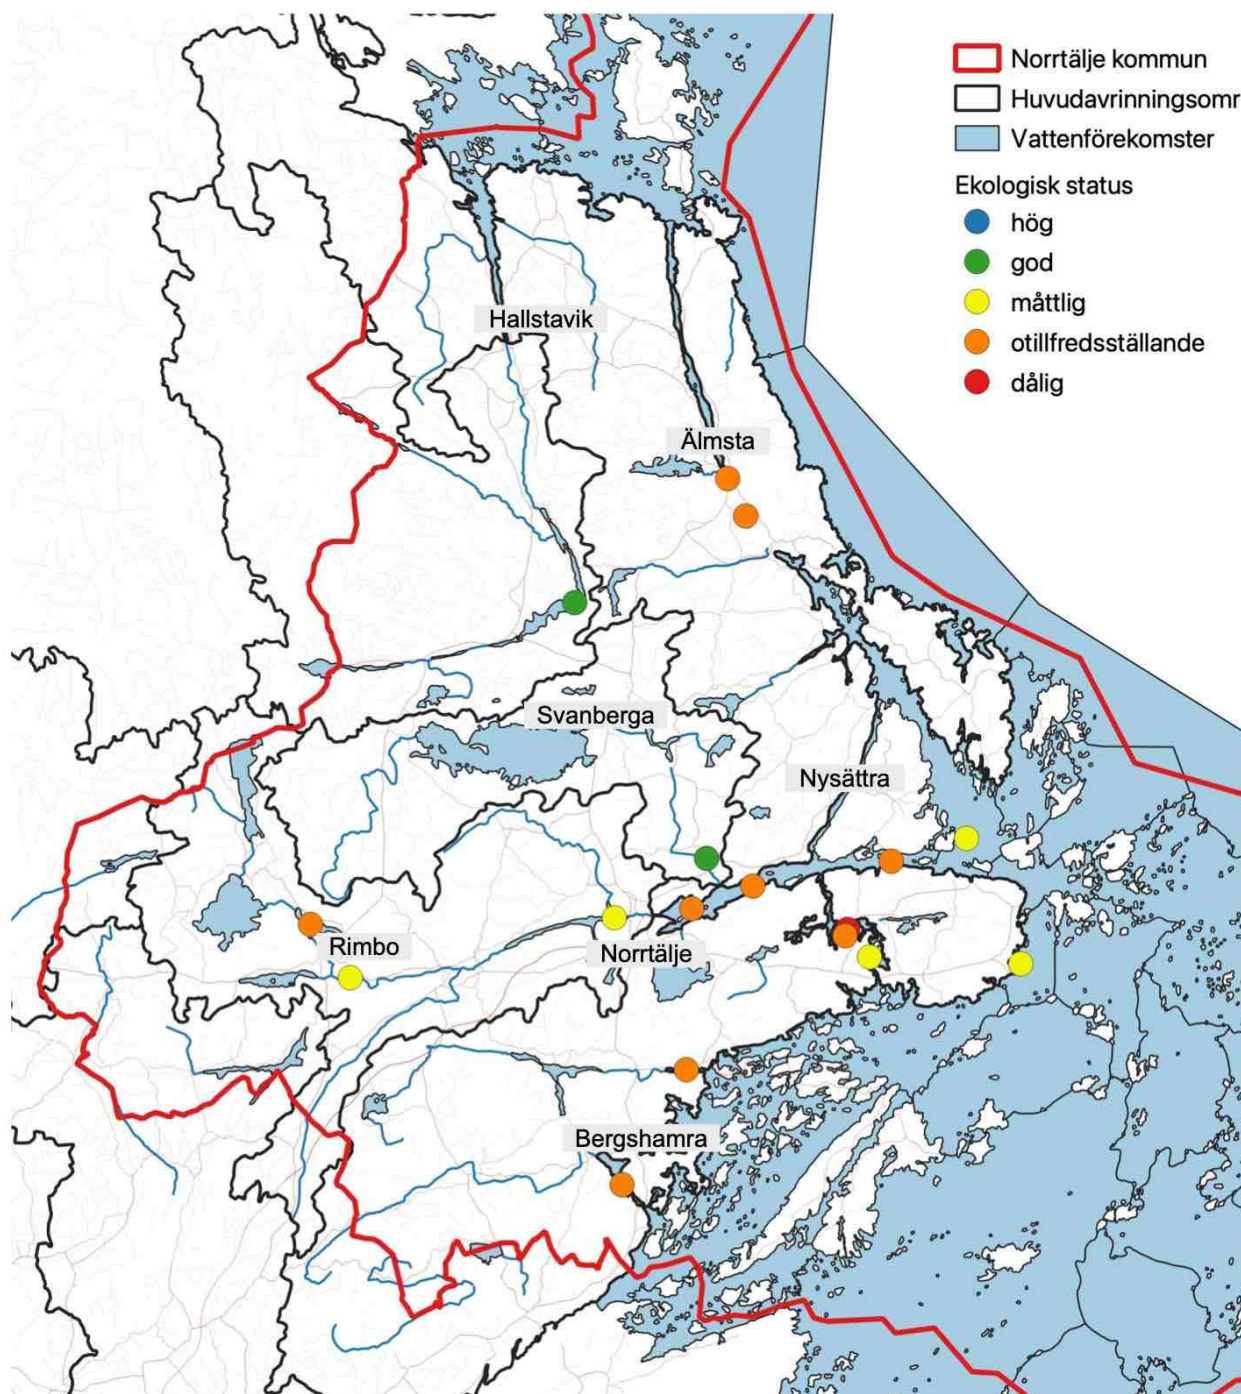 Norrtälje kommun
Huvudavrinningsomr
Vattenförekomster
Ekologisk status
hög
god
måttlig
otillfredsställande
dålig
Hallstavik
Älmsta
Svanberga
Nysättra
Rimbo
Norrtälje
Bergshamra